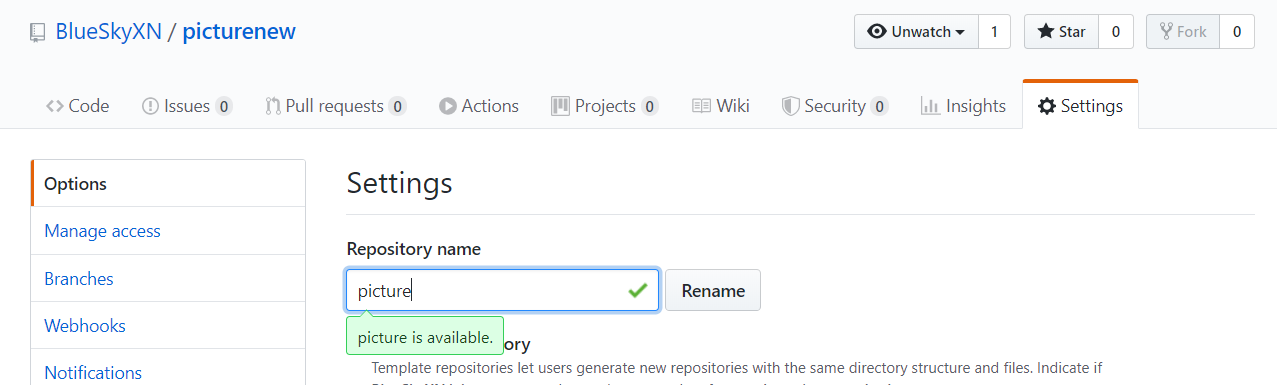 BlueSkyXN / picturenew
Unwatch 1
Star 0
Fork 0
Code
Issues 0
Pull requests 0
Actions
Projects 0
Wiki
Security 0
Insights
Settings
Options
Manage access
Branches
Webhooks
Notifications
Settings
Repository name
picture
Rename
picture is available.
ory
Template repositories let users generate new repositories with the same directory structure and files. Indicate if